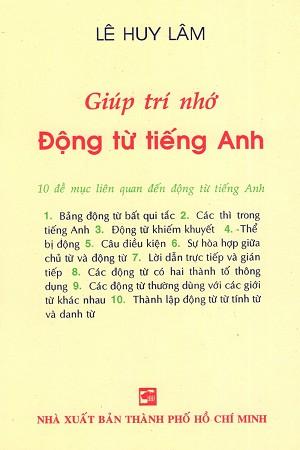 LÊ HUY LÂM
Giúp trí nhớ
Động từ tiếng Anh
10 đề mục liên quan đến động từ tiếng Anh
1. Bảng động từ bất qui tắc 2. Các thì trong
tiếng Anh 3. Động từ khiếm khuyết 4. -Thể
bị động 5. Câu điều kiện 6. Sự hòa hợp giữa
chủ từ và động từ 7. Lời dẫn trực tiếp và gián
tiếp 8. Các động từ có hai thành tố thông
dụng 9. Các động từ thường dùng với các giới
từ khác nhau 10. Thành lập động từ từ tính từ
và danh từ
NHÀ XUẤT BẢN THÀNH PHỐ HỒ CHÍ MINH